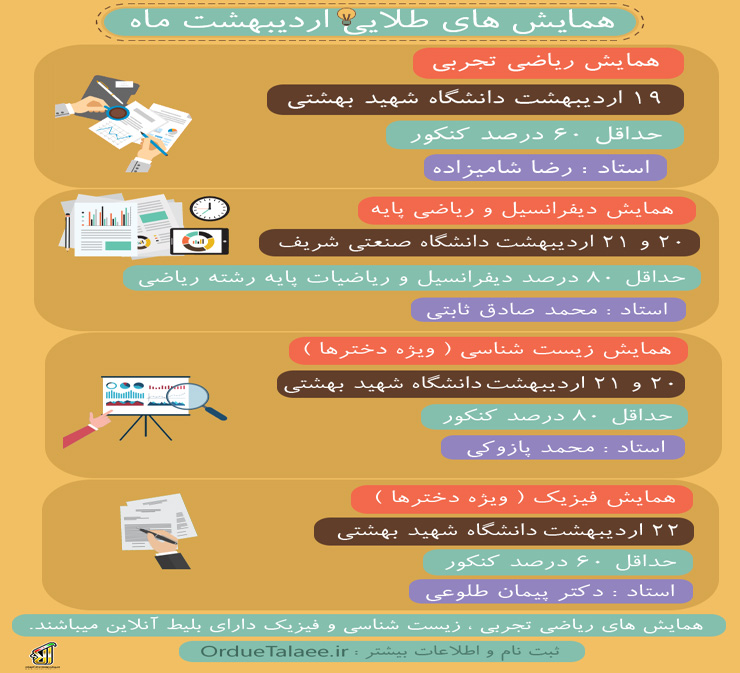 همایش های طلایی اردیبهشت ماه
همایش ریاضی تجربی
۱۹ اردیبهشت دانشگاه شهید بهشتی
حداقل ۶۰ درصد کنکور
استاد : رضا شامیزاده
همایش دیفرانسیل و ریاضی پایه
۲۰ و ۲۱ اردیبهشت دانشگاه صنعتی شریف
حداقل ۸۰ درصد دیفرانسیل و ریاضیات پایه رشته ریاضی
استاد : محمد صادق ثابتی
همایش زیست شناسی ( ویژه دخترها )
۲۰ و ۲۱ اردیبهشت دانشگاه شهید بهشتی
حداقل ۸۰ درصد کنکور
استاد : محمد پازوکی
همایش فیزیک ( ویژه دخترها )
۲۲ اردیبهشت دانشگاه شهید بهشتی
حداقل ۶۰ درصد کنکور
استاد : دکتر پیمان طلوعی
همایش های ریاضی تجربی ، زیست شناسی و فیزیک دارای بلیط آنلاین میباشند.
ثبت نام و اطلاعات بیشتر : OrdueTalaee.ir